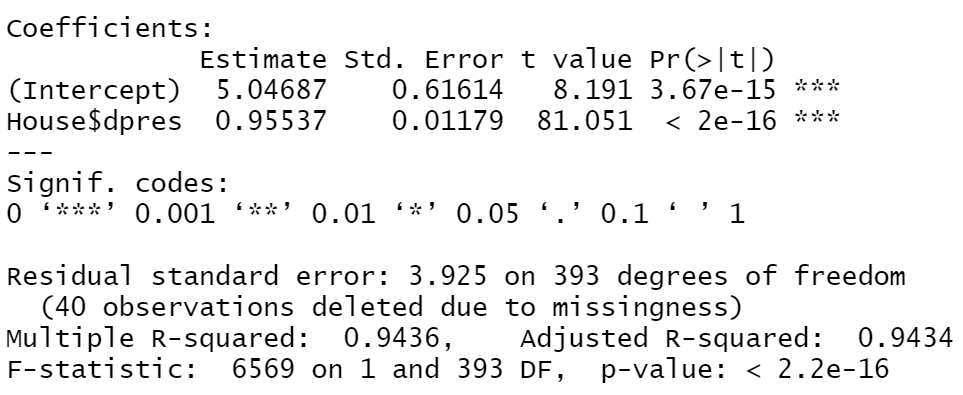 Coefficients:
            Estimate Std. Error t value Pr(>|t|)
(Intercept)  5.04687    0.61614   8.191 3.67e-15 ***
House$dpres  0.95537    0.01179  81.051  < 2e-16 ***
---
Signif. codes:
0 ‘***’ 0.001 ‘**’ 0.01 ‘*’ 0.05 ‘.’ 0.1 ‘ ’ 1

Residual standard error: 3.925 on 393 degrees of freedom
  (40 observations deleted due to missingness)
Multiple R-squared:  0.9436,    Adjusted R-squared:  0.9434
F-statistic:  6569 on 1 and 393 DF,  p-value: < 2.2e-16